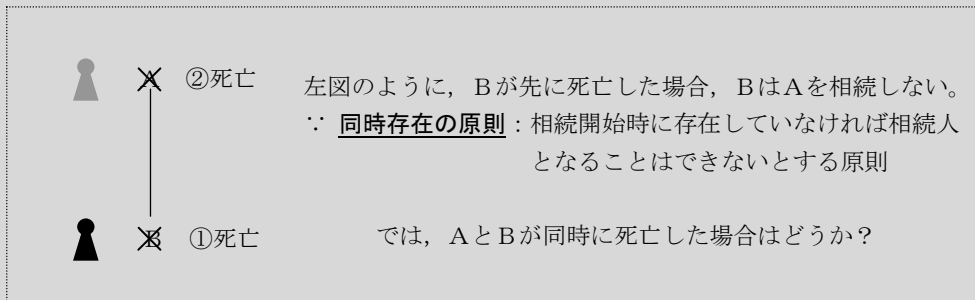 A ②死亡
左図のように，Bが先に死亡した場合，BはAを相続しない。
∵ 同時存在の原則：相続開始時に存在していなければ相続人
となることはできないとする原則
B ①死亡
では，AとBが同時に死亡した場合はどうか？